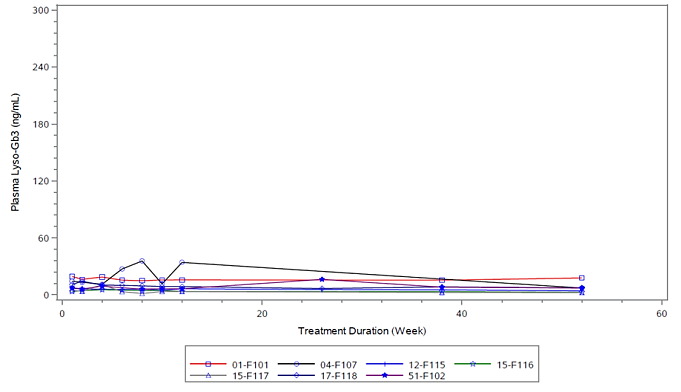 300
240
180
120
60
0
Plasma Lyso-Gb3 (ng/mL)
0 20 40 60
Treatment Duration (Week)
01-F101 04-F107 12-F115 15-F116
15-F117 17-F118 51-F102